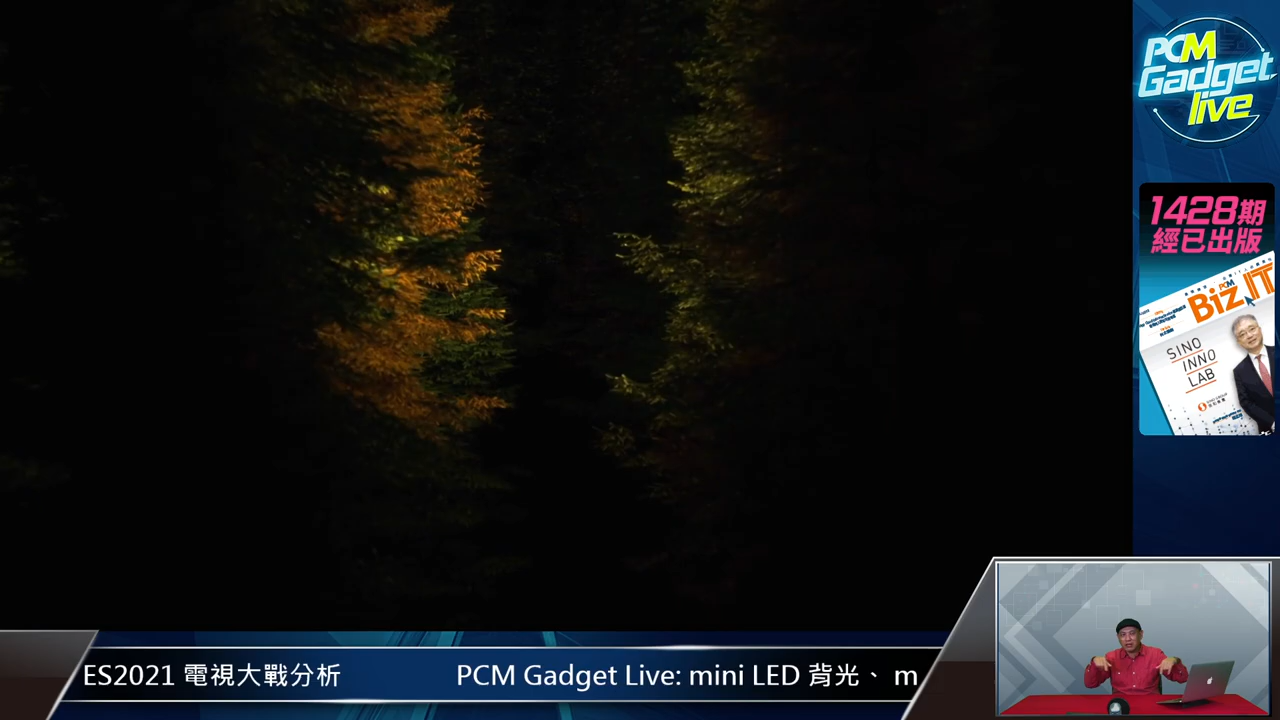 PCM
Gadget
live
1428期
經已出版
PCM
Biz IT
SINO
INNO
LAB
ES2021 電視大戰分析
PCM Gadget Live: mini LED 背光、 m